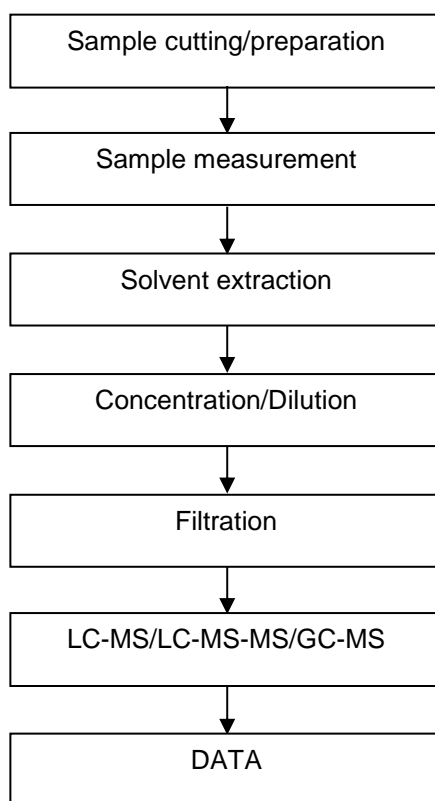 Sample cutting/preparation
Sample measurement
Solvent extraction
Concentration/Dilution
Filtration
LC-MS/LC-MS-MS/GC-MS
DATA